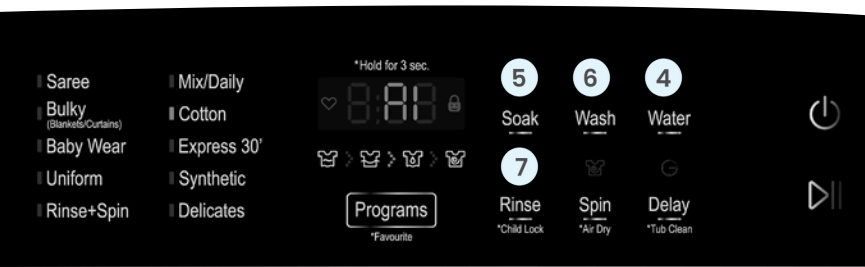 *Hold for 3 sec.
Saree
Mix/Daily
Bulky
(Blankets/Curtains)
Cotton
Baby Wear
Express 30'
Uniform
Synthetic
Rinse+Spin
Delicates
AI
Programs
*Favourite
5
6
4
Soak
Wash
Water
7
Rinse
Spin
Delay
*Child Lock
*Air Dry
*Tub Clean